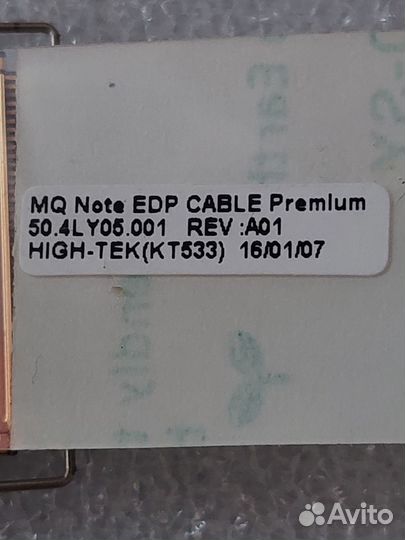 MQ Note EDP CABLE Premium
50.4LY05.001 REV :A01
HIGH-TEK(KT533) 16/01/07
Avito